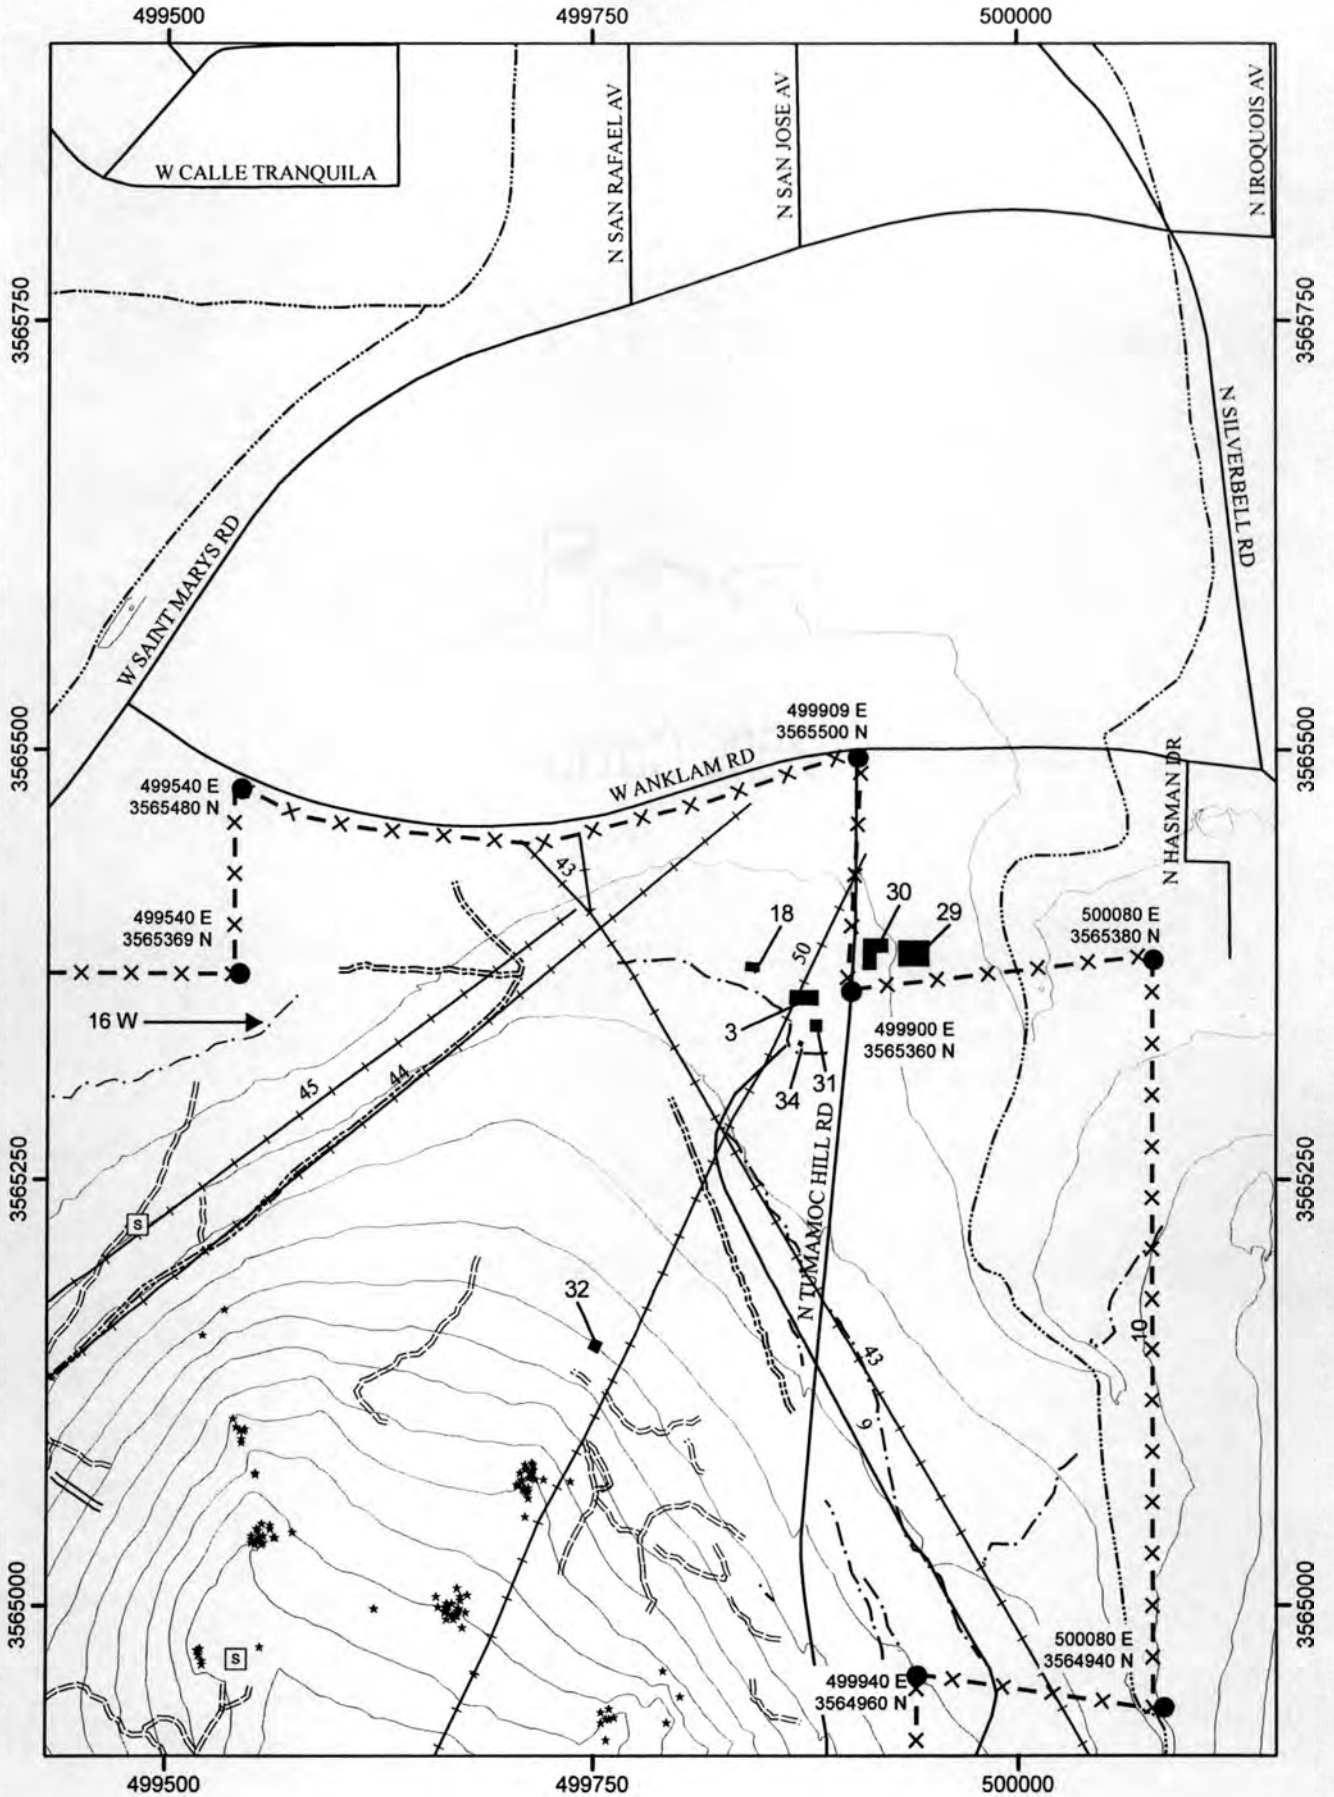 499500
499750
500000
N SAN RAFAEL AV
N SAN JOSE AV
N IROQUOIS AV
W CALLE TRANQUILA
3565750
3565750
N SILVERBELL RD
W SAINT MARYS RD
3565500
3565500
499909 E
3565500 N
W ANKLAM RD
N HASMAN DR
499540 E
3565480 N
43
30
29
18
50
499540 E
3565369 N
500080 E
3565380 N
16 W
3
499900 E
3565360 N
34
31
45
44
N TUMAMOC HILL RD
3565250
3565250
S
32
10
43
9
3565000
3565000
500080 E
3564940 N
S
499940 E
3564960 N
499500
499750
500000